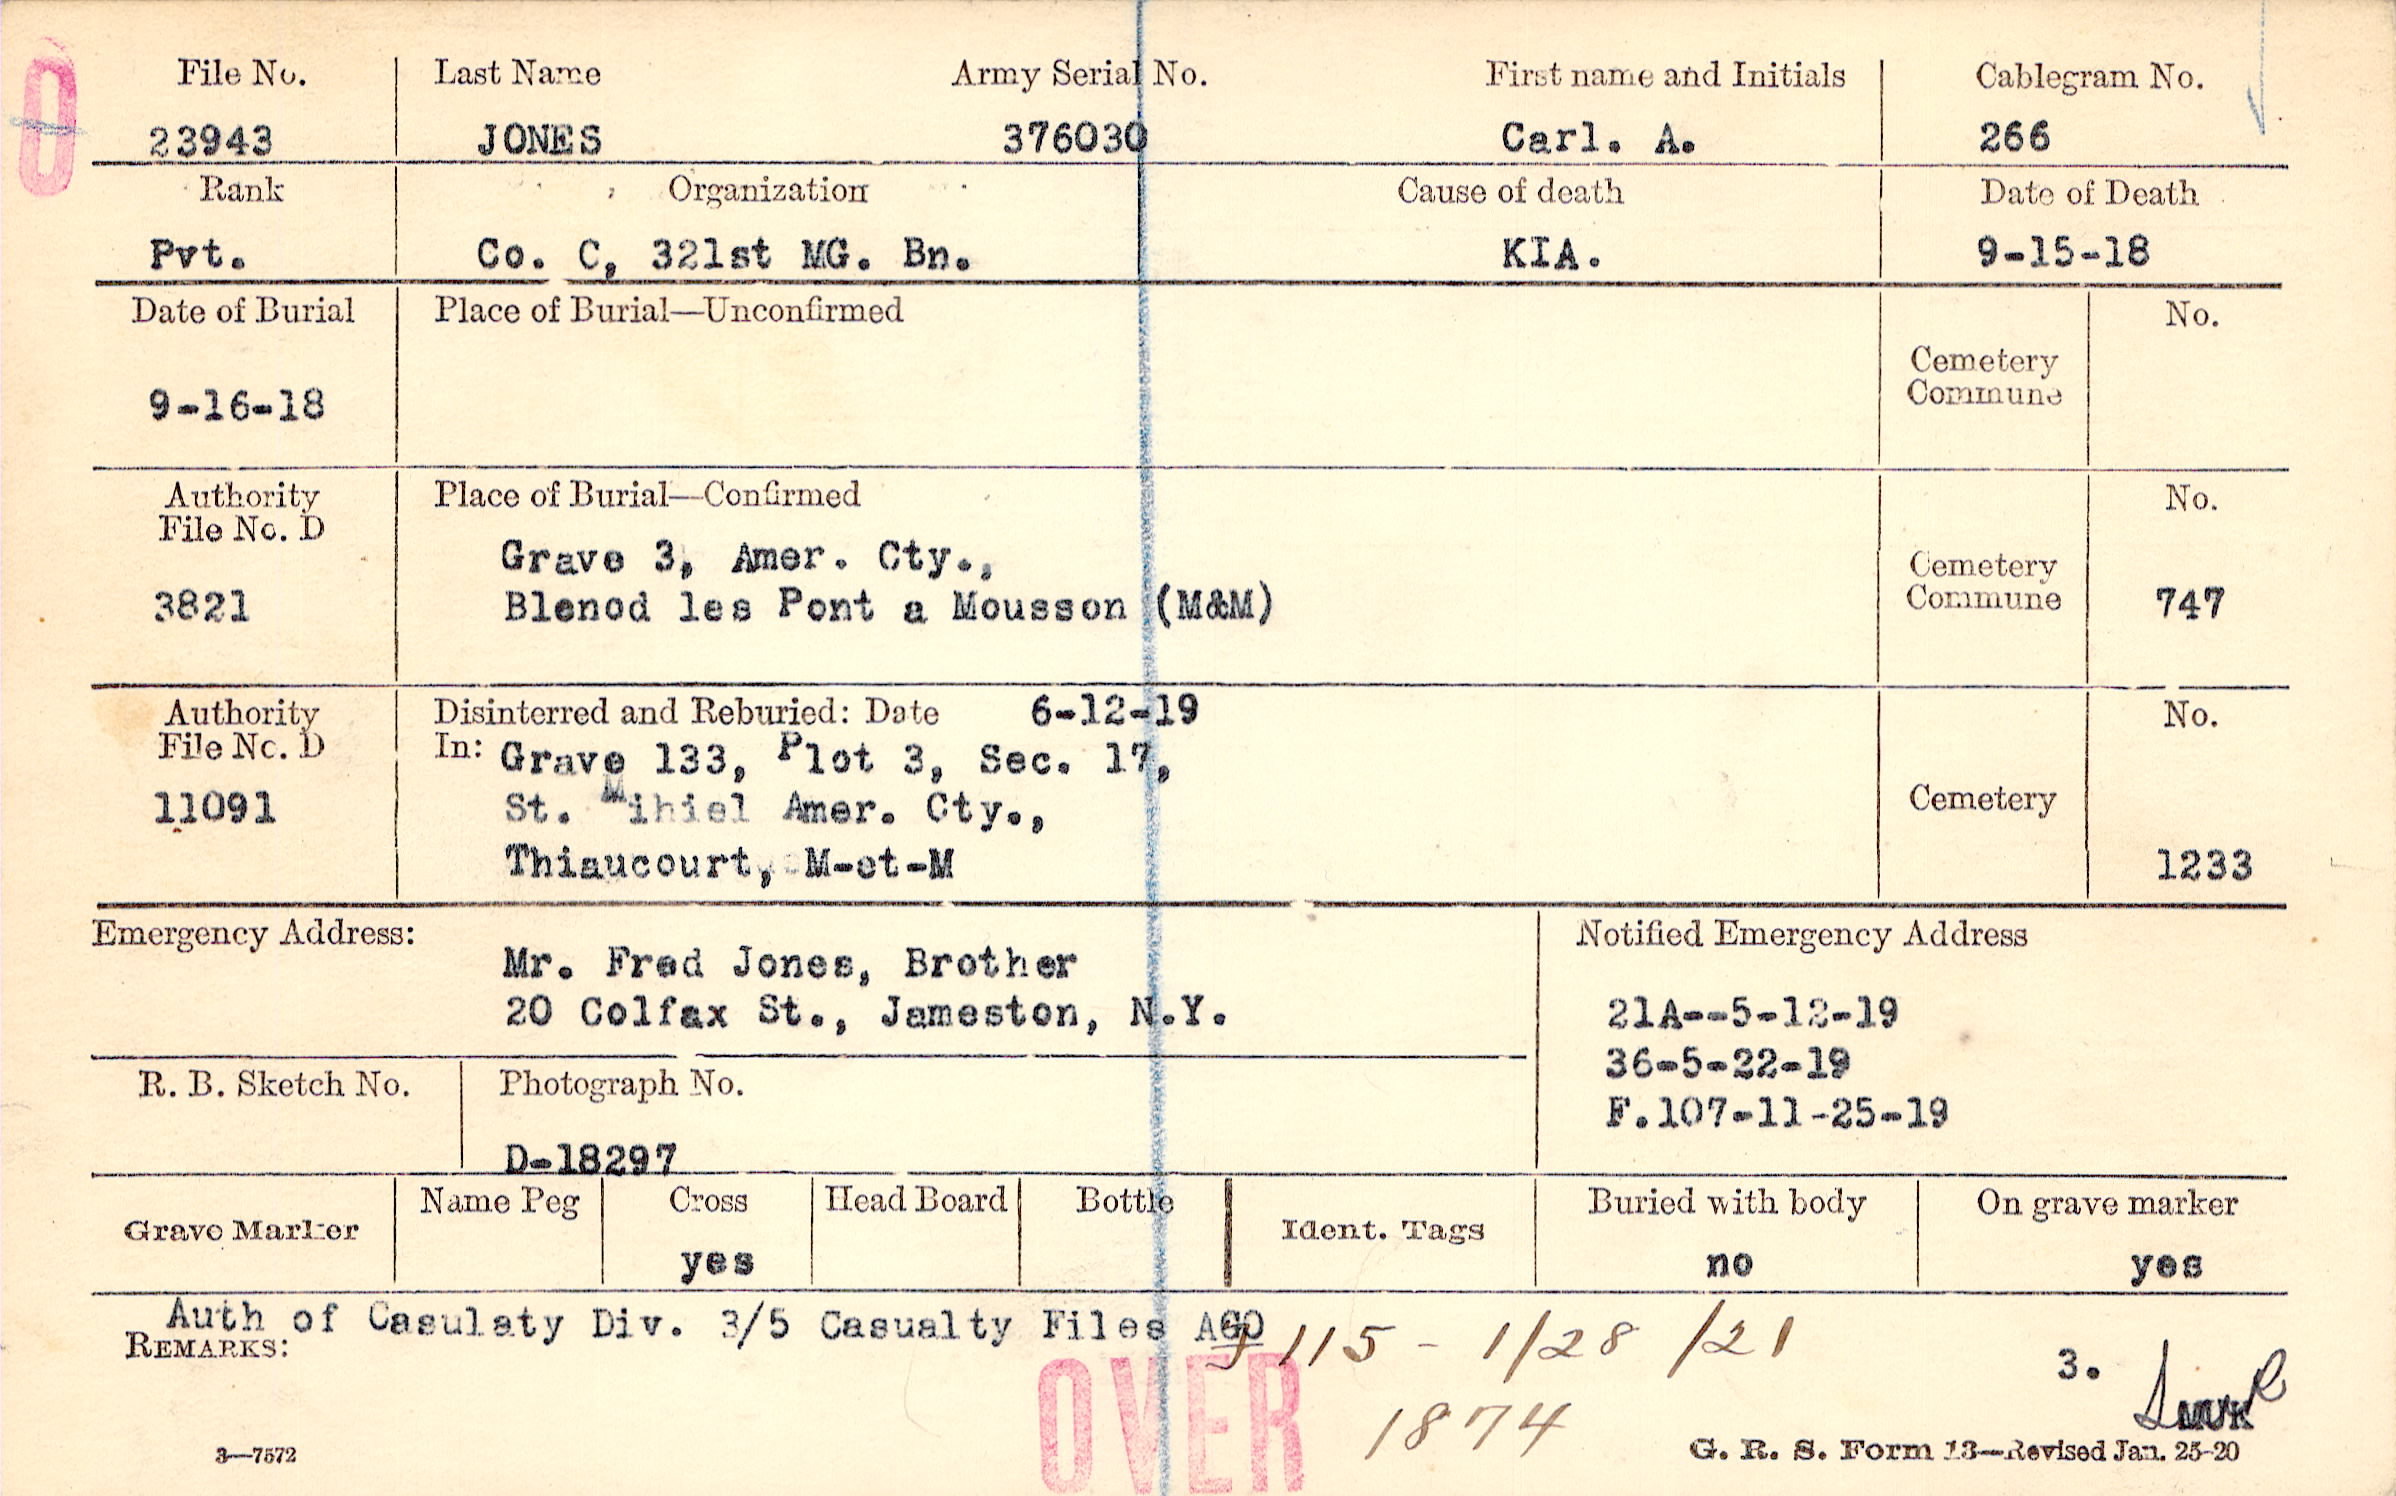 File No. Last Name Army Serial No. First name and Initials Cablegram No.
23943 JONES 376030 Carl. A. 266
Rank Organization Cause of death Date of Death
Pvt. Co. C, 321st MG. Bn. KIA. 9-15-18
Date of Burial Place of Burial—Unconfirmed No.
Cemetery
Commune
9-16-18
Authority Place of Burial—Confirmed No.
File No. D
Grave 3, Amer. Cty.,
Cemetery
3821 Blenod les Pont a Mousson (M&M) Commune 747
Authority Disinterred and Reburied: Date 6-12-19 No.
File No. D In: Grave 133, Plot 3, Sec. 17,
11091 St. Mihiel Amer. Cty., Cemetery
Thiaucourt, M-et-M 1233
Emergency Address: Notified Emergency Address
Mr. Fred Jones, Brother
20 Colfax St., Jameston, N.Y. 21A--5-12-19
36-5-22-19
R. B. Sketch No. Photograph No.
F.107-11-25-19
D-18297
Grave Marker Name Peg Cross Head Board Bottle Ident. Tags Buried with body On grave marker
yes no yes
Auth of Casulaty Div. 3/5 Casualty Files AGO
REMARKS:
115 - 1/28/21
3.
OVER
1874
3—7572 G. R. S. Form 13—Revised Jan. 25-20